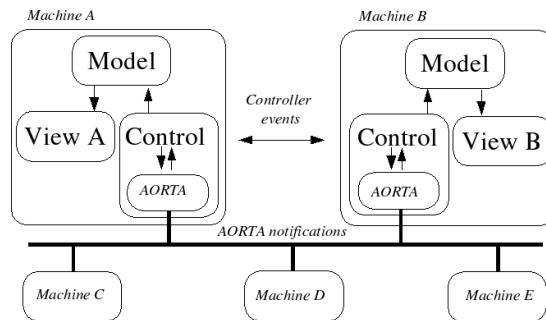 Machine A
Machine B
Model
Model
View A
Control
AORTA
Controller
events
Control
AORTA
View B
AORTA notifications
Machine C
Machine D
Machine E